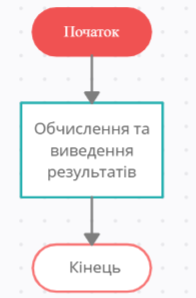 Початок
Обчислення та
виведення
результатів
Кінець